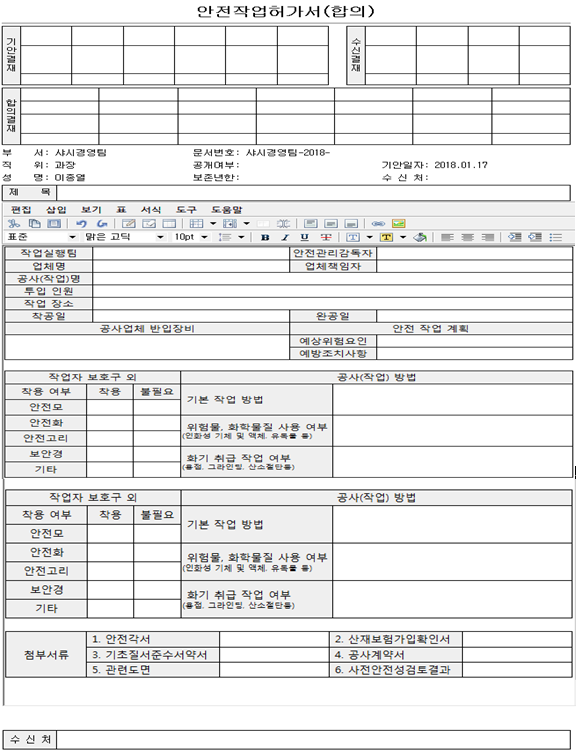 안전작업허가서(합의)
기안결재 수신결재
합의결재
부 서: 샤시경영팀 문서번호: 샤시경영팀-2018-
직 위: 과장 공개여부: 기안일자: 2018.01.17
성 명: 이종열 보존년한: 수 신 처:
제 목
편집 삽입 보기 표 서식 도구 도움말
표준 맑은 고딕 10pt B I U
작업실행팀 안전관리감독자
업체명 업체책임자
공사(작업)명
투입 인원
작업 장소
착공일 완공일
공사업체 반입장비 안전 작업 계획
예상위험요인
예방조치사항
작업자 보호구 외 공사(작업) 방법
착용 여부 착용 불필요 기본 작업 방법
안전모
안전화 위험물, 화학물질 사용 여부
안전고리 (인화성 기체 및 액체, 유독물 등)
보안경 화기 취급 작업 여부
기타 (용접, 그라인딩, 산소절단등)
작업자 보호구 외 공사(작업) 방법
착용 여부 착용 불필요 기본 작업 방법
안전모
안전화 위험물, 화학물질 사용 여부
안전고리 (인화성 기체 및 액체, 유독물 등)
보안경 화기 취급 작업 여부
기타 (용접, 그라인딩, 산소절단등)
첨부서류 1. 안전각서 2. 산재보험가입확인서
3. 기초질서준수서약서 4. 공사계약서
5. 관련도면 6. 사전안전성검토결과
수 신 처